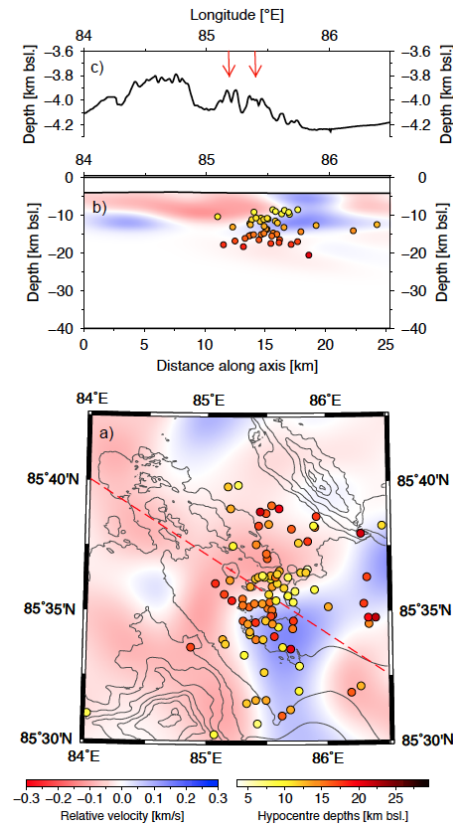 Longitude [°E]
84 85 86
−3.6 −3.6
−3.8 −3.8
−4.0 −4.0
−4.2 −4.2
Depth [km bsl.] Depth [km bsl.]
c)
84 85 86
0 0
−10 −10
−20 −20
−30 −30
−40 −40
Depth [km bsl.] Depth [km bsl.]
b)
0 5 10 15 20 25
Distance along axis [km]
84°E 85°E 86°E
a)
85°40'N 85°40'N
85°35'N 85°35'N
85°30'N 85°30'N
84°E 85°E 86°E
−0.3 −0.2 −0.1 0.0 0.1 0.2 0.3 5 10 15 20 25
Relative velocity [km/s] Hypocentre depths [km bsl.]